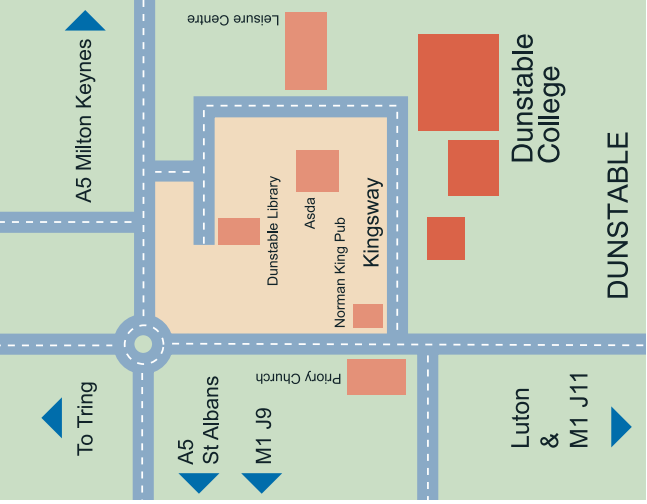 Leisure Centre
A5 Milton Keynes
Dunstable
College
DUNSTABLE
Dunstable Library
Asda
Norman King Pub
Kingsway
Priory Church
To Tring
A5
St Albans
M1 J9
Luton
&
M1 J11